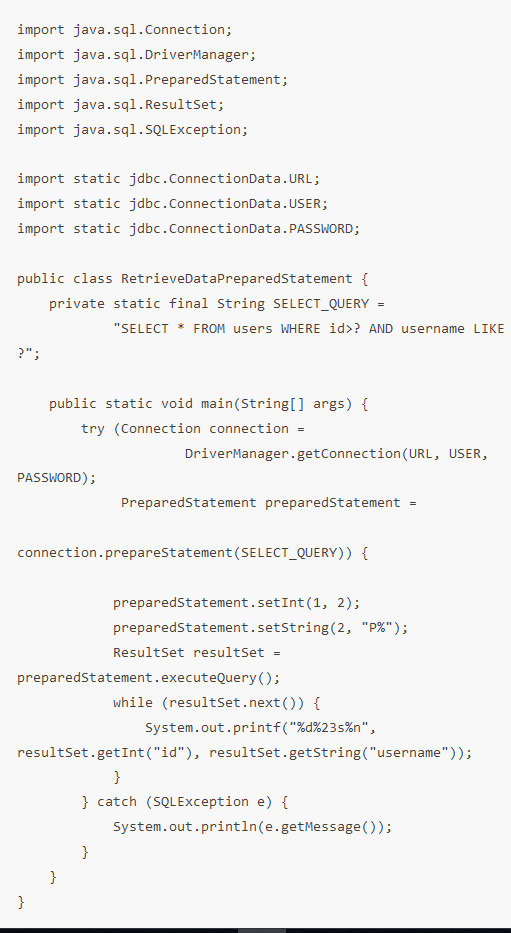 import java.sql.Connection;
import java.sql.DriverManager;
import java.sql.PreparedStatement;
import java.sql.ResultSet;
import java.sql.SQLException;

import static jdbc.ConnectionData.URL;
import static jdbc.ConnectionData.USER;
import static jdbc.ConnectionData.PASSWORD;

public class RetrieveDataPreparedStatement {
    private static final String SELECT_QUERY =
            "SELECT * FROM users WHERE id>? AND username LIKE
?";

    public static void main(String[] args) {
        try (Connection connection =
                     DriverManager.getConnection(URL, USER,
PASSWORD);
             PreparedStatement preparedStatement =

connection.prepareStatement(SELECT_QUERY)) {

            preparedStatement.setInt(1, 2);
            preparedStatement.setString(2, "P%");
            ResultSet resultSet =
preparedStatement.executeQuery();
            while (resultSet.next()) {
                System.out.printf("%d%23s%n",
resultSet.getInt("id"), resultSet.getString("username"));
            }
        } catch (SQLException e) {
            System.out.println(e.getMessage());
        }
    }
}